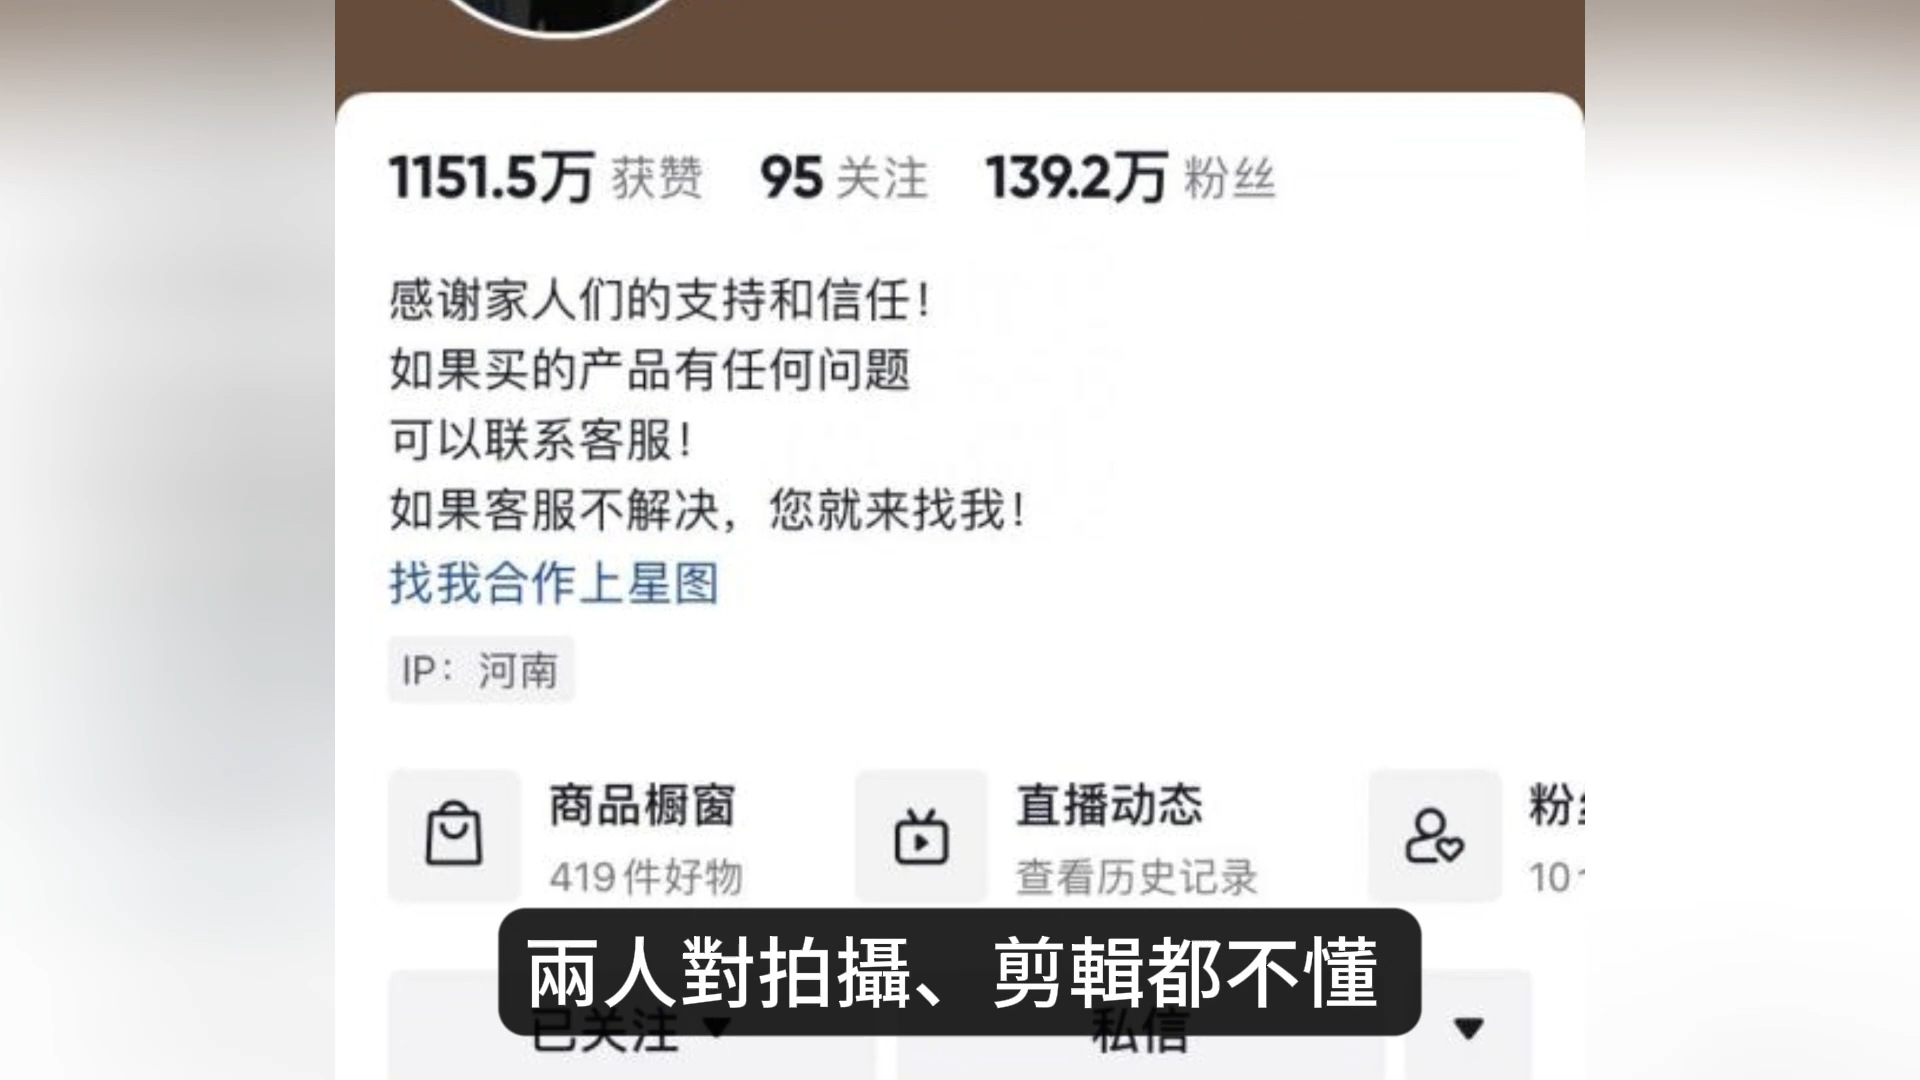 1151.5万 获赞 95 关注 139.2万 粉丝
感谢家人们的支持和信任！
如果买的产品有任何问题
可以联系客服！
如果客服不解决，您就来找我！
找我合作上星图
IP：河南
商品橱窗 直播动态 粉
419件好物 查看历史记录 10
兩人對拍攝、剪輯都不懂
已关注 私信